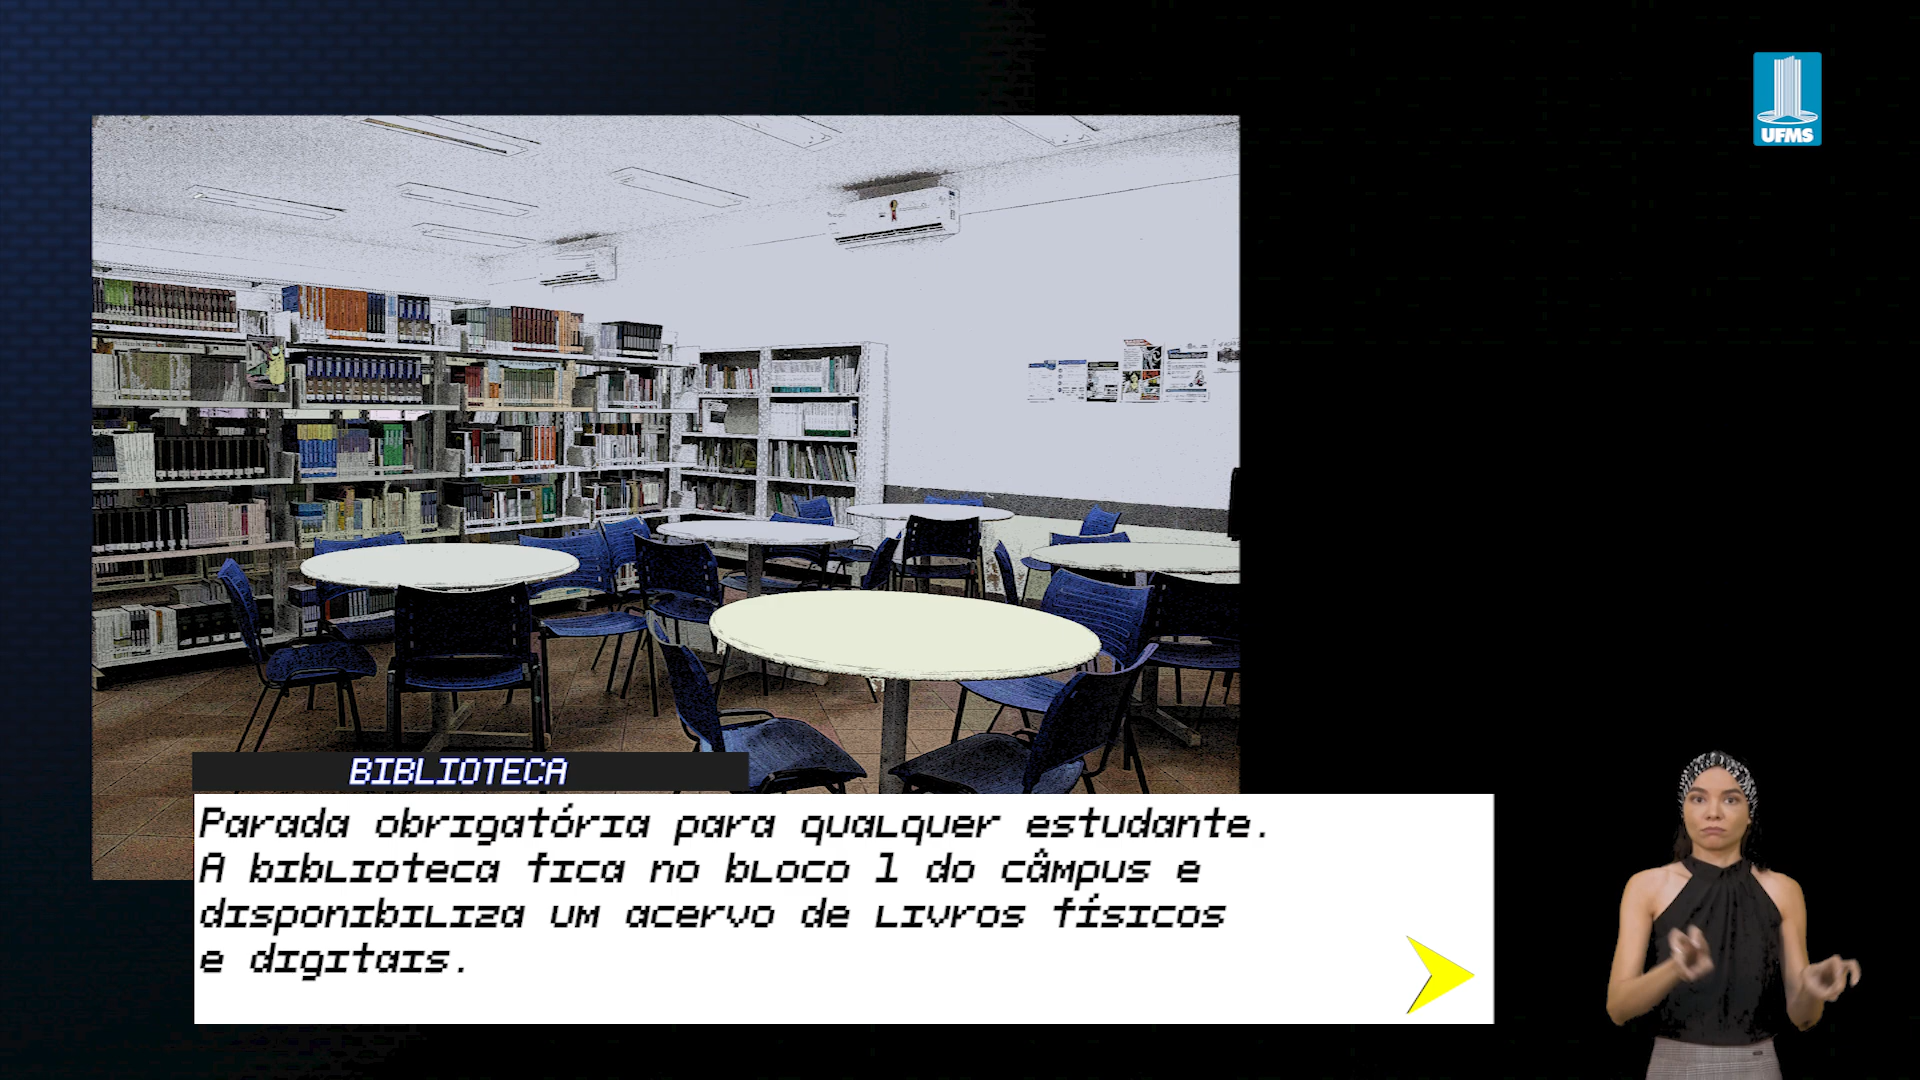 UFMS
BIBLIOTECA
Parada obrigatória para qualquer estudante.
A biblioteca fica no bloco 1 do câmpus e
disponibiliza um acervo de livros físicos
e digitais.